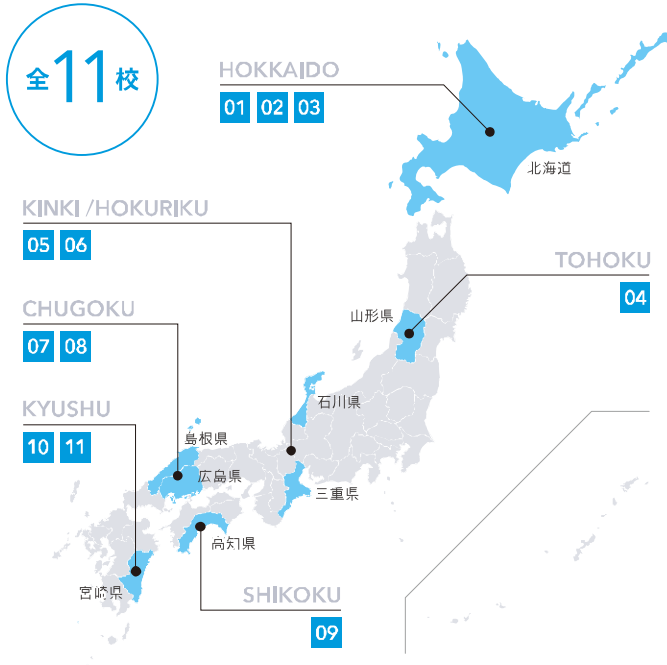 全11校
HOKKAIDO
01 02 03
北海道
KINKI /HOKURIKU
05 06
TOHOKU
04
山形県
CHUGOKU
07 08
石川県
KYUSHU
10 11
島根県
広島県
三重県
高知県
宮崎県
SHIKOKU
09